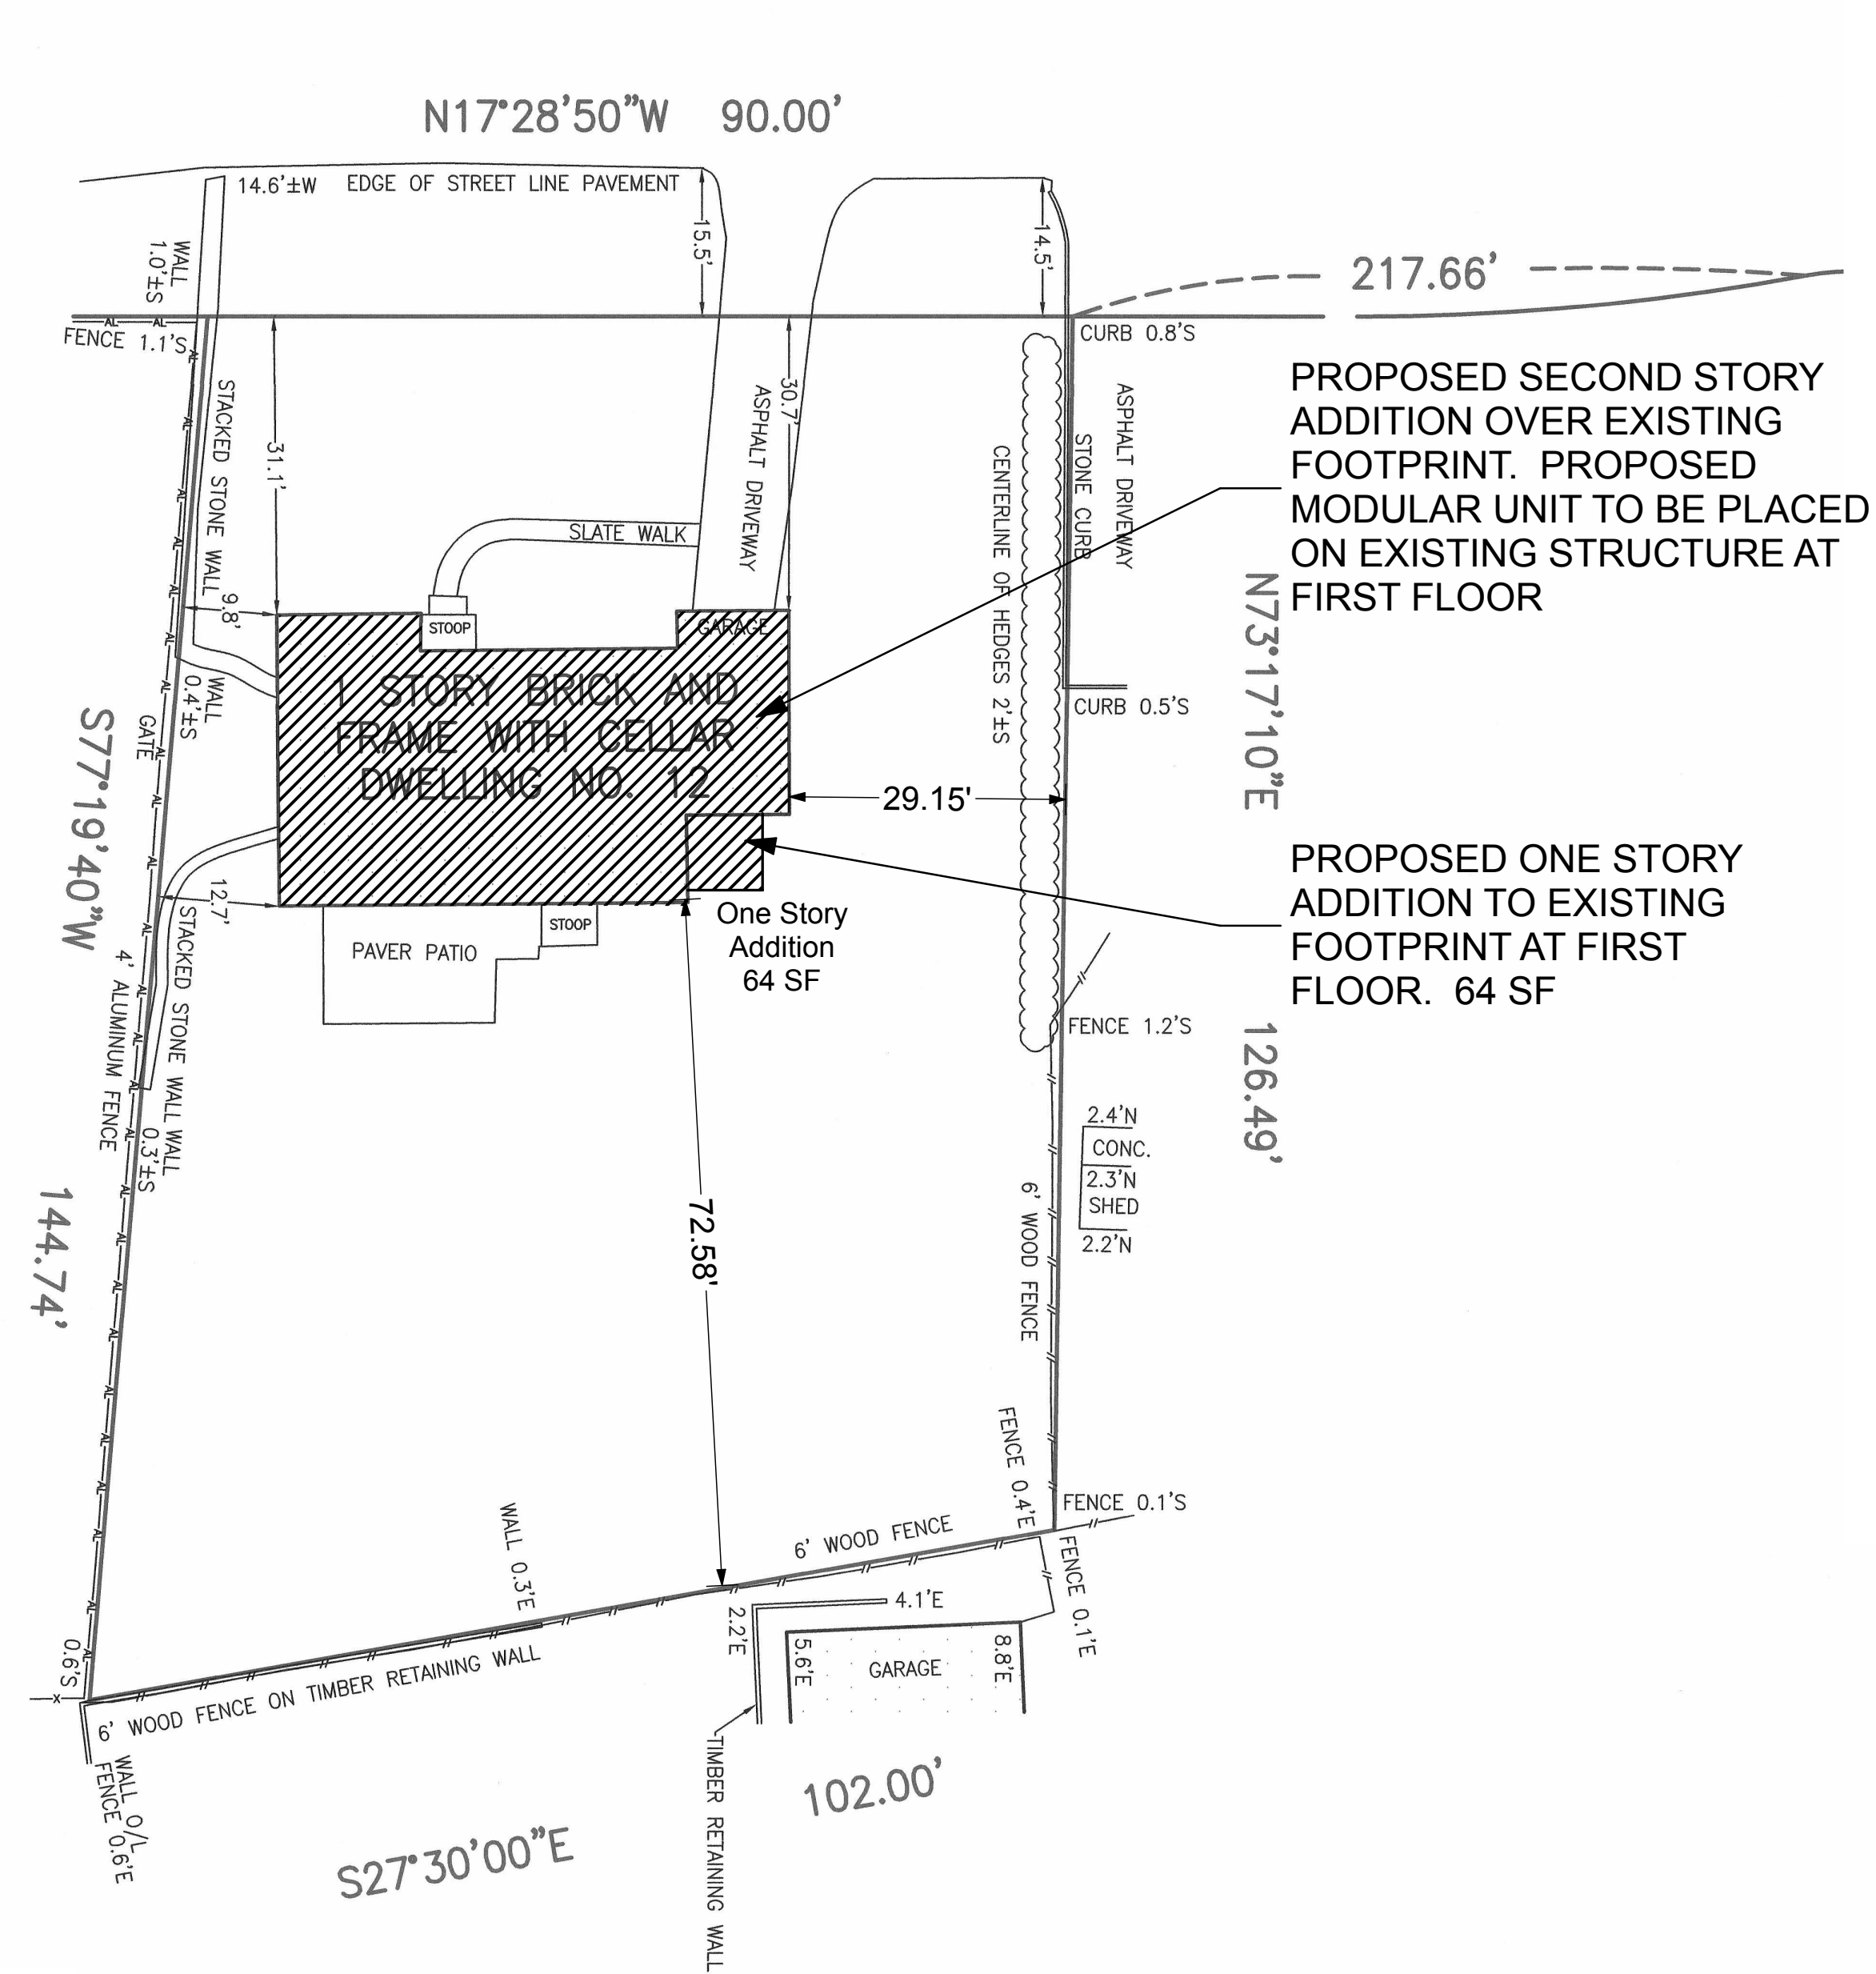 N17°28'50"W 90.00'
14.6'±W EDGE OF STREET LINE PAVEMENT
15.5'
14.5'
WALL
1.0'±S
217.66'
FENCE 1.1'S
AL AL
CURB 0.8'S
STACKED STONE WALL
31.1'
30.7'
ASPHALT DRIVEWAY
CENTERLINE OF HEDGES 2'±S
STONE CURB
ASPHALT DRIVEWAY
PROPOSED SECOND STORY
ADDITION OVER EXISTING
FOOTPRINT. PROPOSED
MODULAR UNIT TO BE PLACED
ON EXISTING STRUCTURE AT
FIRST FLOOR
SLATE WALK
9.8'
STOOP
GARAGE
WALL
0.4'±S
GATE
1 STORY BRICK AND
FRAME WITH CELLAR
DWELLING NO. 12
CURB 0.5'S
N73°17'10"E
126.49'
29.15'
S77°19'40"W
144.74'
PROPOSED ONE STORY
ADDITION TO EXISTING
FOOTPRINT AT FIRST
FLOOR. 64 SF
12.7'
STOOP
PAVER PATIO
One Story
Addition
64 SF
4' ALUMINUM FENCE
STACKED STONE WALL WALL
0.3'±S
FENCE 1.2'S
2.4'N
CONC.
2.3'N
SHED
2.2'N
6' WOOD FENCE
72.58'
FENCE 0.4'E
FENCE 0.1'S
WALL 0.3'E
6' WOOD FENCE
FENCE 0.1'E
4.1'E
2.2'E
5.6'E
GARAGE
8.8'E
0.6'S
x
6' WOOD FENCE ON TIMBER RETAINING WALL
WALL O/L
FENCE 0.6'E
TIMBER RETAINING WALL
102.00'
S27°30'00"E